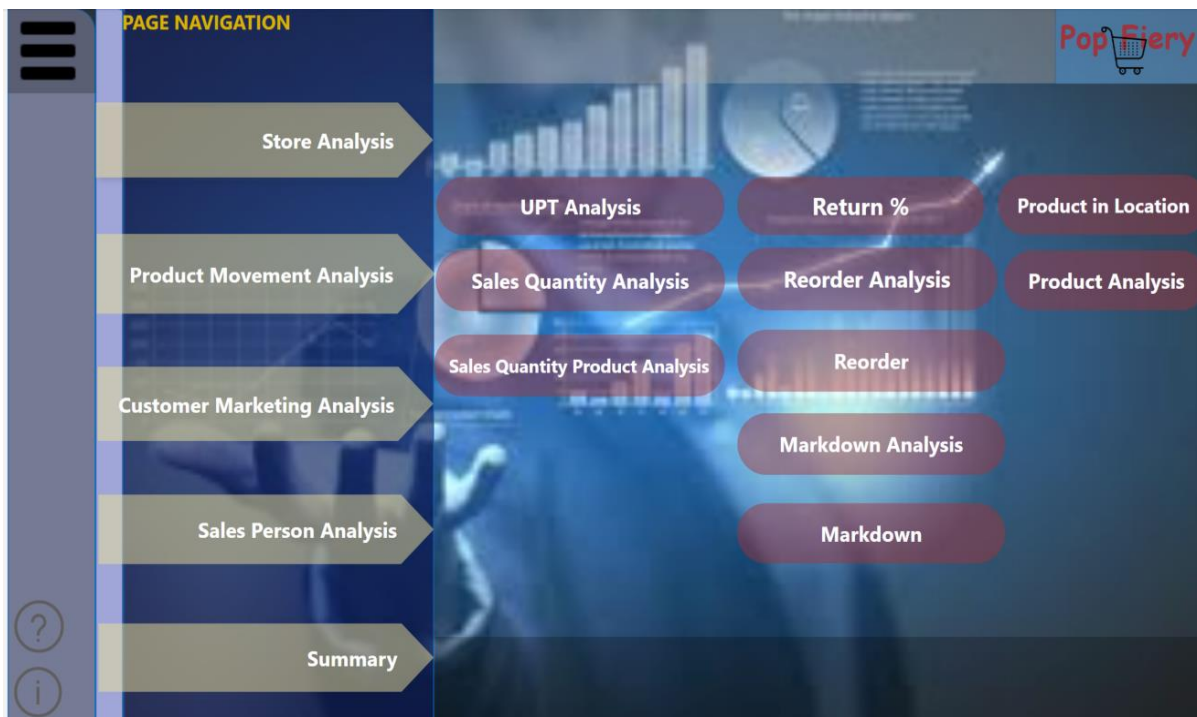 PAGE NAVIGATION
Pop Fiery
Store Analysis
UPT Analysis
Return %
Product in Location
Product Movement Analysis
Sales Quantity Analysis
Reorder Analysis
Product Analysis
Sales Quantity Product Analysis
Reorder
Customer Marketing Analysis
Markdown Analysis
Sales Person Analysis
Markdown
?
i
Summary